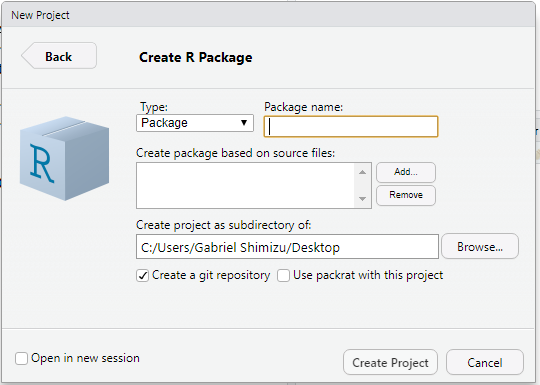 New Project
Back
Create R Package
Type:
Package name:
Package
R
Create package based on source files:
Add...
Remove
Create project as subdirectory of:
C:/Users/Gabriel Shimizu/Desktop
Browse...
Create a git repository
Use packrat with this project
Open in new session
Create Project
Cancel